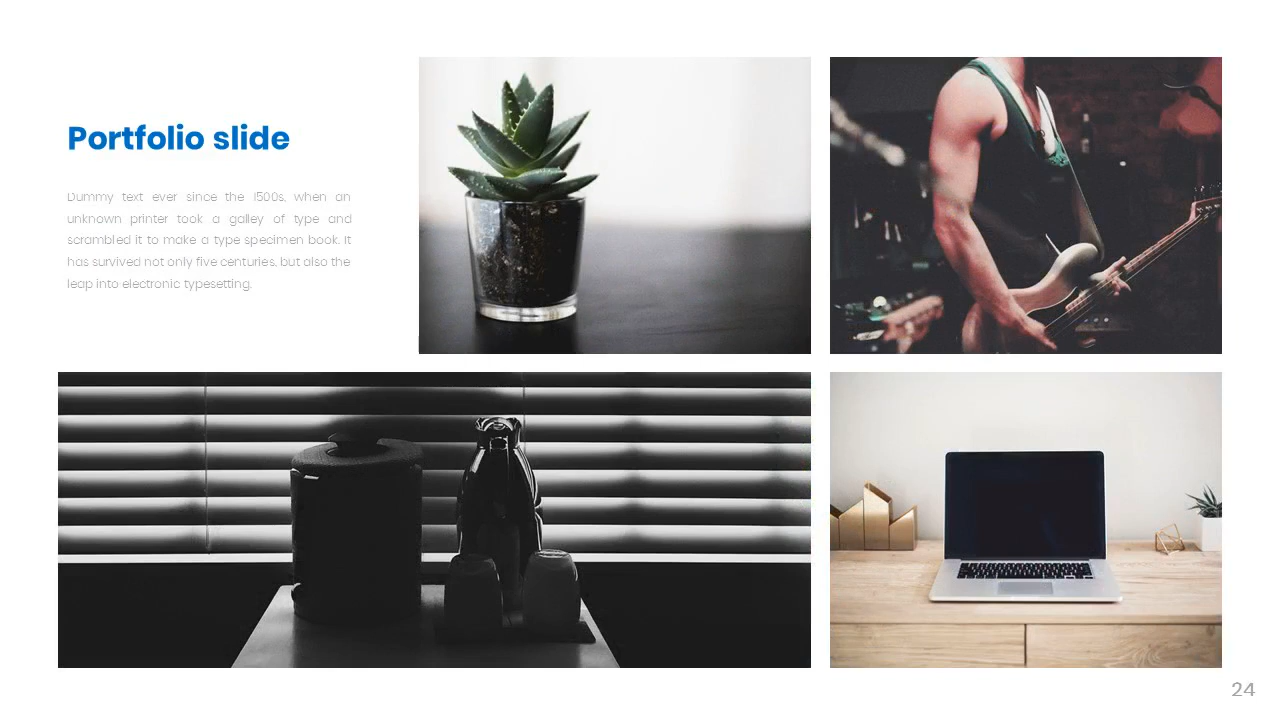 Portfolio slide
Dummy text ever since the 1500s, when an
unknown printer took a galley of type and
scrambled it to make a type specimen book. It
has survived not only five centuries, but also the
leap into electronic typesetting.
24